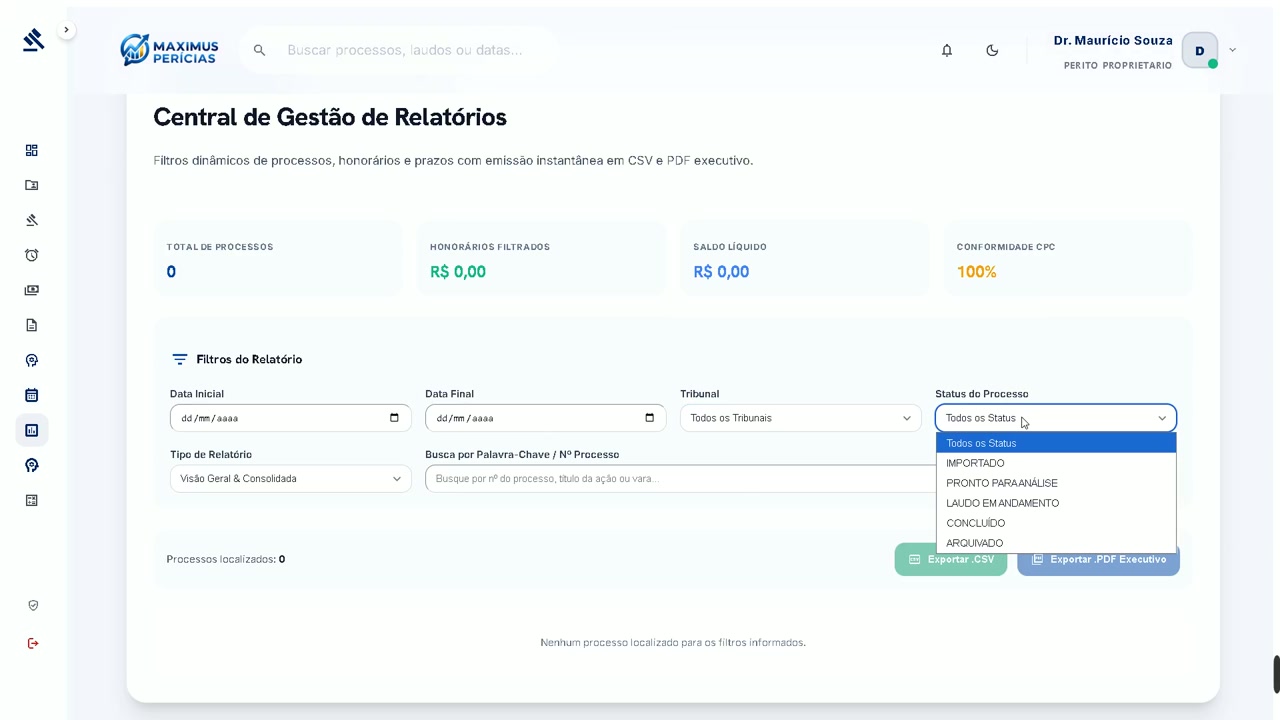 MAXIMUS
PERÍCIAS
Buscar processos, laudos ou datas...
Dr. Maurício Souza
PERITO PROPRIETARIO
D
Central de Gestão de Relatórios
Filtros dinâmicos de processos, honorários e prazos com emissão instantânea em CSV e PDF executivo.
TOTAL DE PROCESSOS
0
HONORÁRIOS FILTRADOS
R$ 0,00
SALDO LÍQUIDO
R$ 0,00
CONFORMIDADE CPC
100%
Filtros do Relatório
Data Inicial
dd/mm/aaaa
Data Final
dd/mm/aaaa
Tribunal
Todos os Tribunais
Status do Processo
Todos os Status
Todos os Status
IMPORTADO
PRONTO PARA ANÁLISE
LAUDO EM ANDAMENTO
CONCLUÍDO
ARQUIVADO
Tipo de Relatório
Visão Geral & Consolidada
Busca por Palavra-Chave / Nº Processo
Busque por nº do processo, título da ação ou vara...
Processos localizados: 0
Exportar .CSV
Exportar .PDF Executivo
Nenhum processo localizado para os filtros informados.